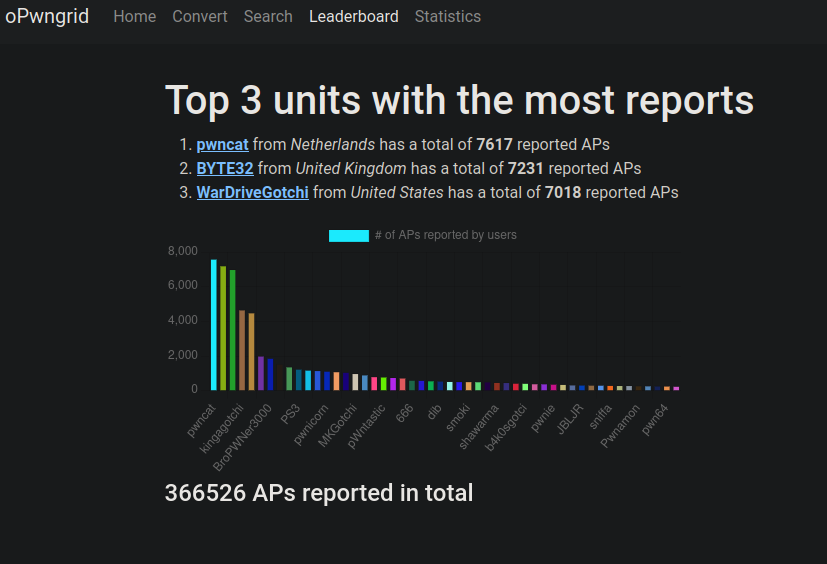 oPwngrid Home Convert Search Leaderboard Statistics
Top 3 units with the most reports
1. pwncat from Netherlands has a total of 7617 reported APs
2. BYTE32 from United Kingdom has a total of 7231 reported APs
3. WarDriveGotchi from United States has a total of 7018 reported APs
# of APs reported by users
8,000
6,000
4,000
2,000
0
pwncat
kingagotchi
BroPWNer3000
PS3
pwnicorn
MKGotchi
pWntastic
666
dib
smoki
shawarma
b4k0sgotci
pwnie
JBLJR
sniffa
Pwnamon
pwn64
366526 APs reported in total